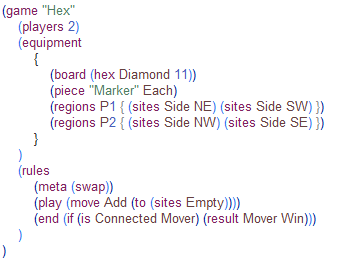 (game "Hex"
(players 2)
(equipment
{
(board (hex Diamond 11))
(piece "Marker" Each)
(regions P1 { (sites Side NE) (sites Side SW) })
(regions P2 { (sites Side NW) (sites Side SE) })
}
)
(rules
(meta (swap))
(play (move Add (to (sites Empty))))
(end (if (is Connected Mover) (result Mover Win)))
)
)